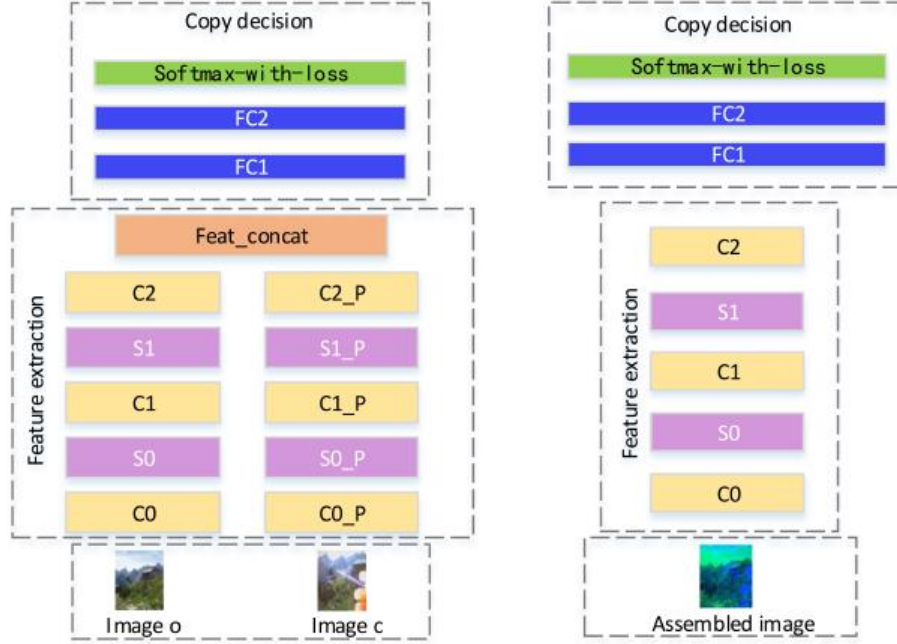 Copy decision
Softmax-with-loss
FC2
FC1
Feat_concat
Feature extraction
C2 C2_P
S1 S1_P
C1 C1_P
S0 S0_P
C0 C0_P
Image o Image c
Copy decision
Softmax-with-loss
FC2
FC1
Feature extraction
C2
S1
C1
S0
C0
Assembled image